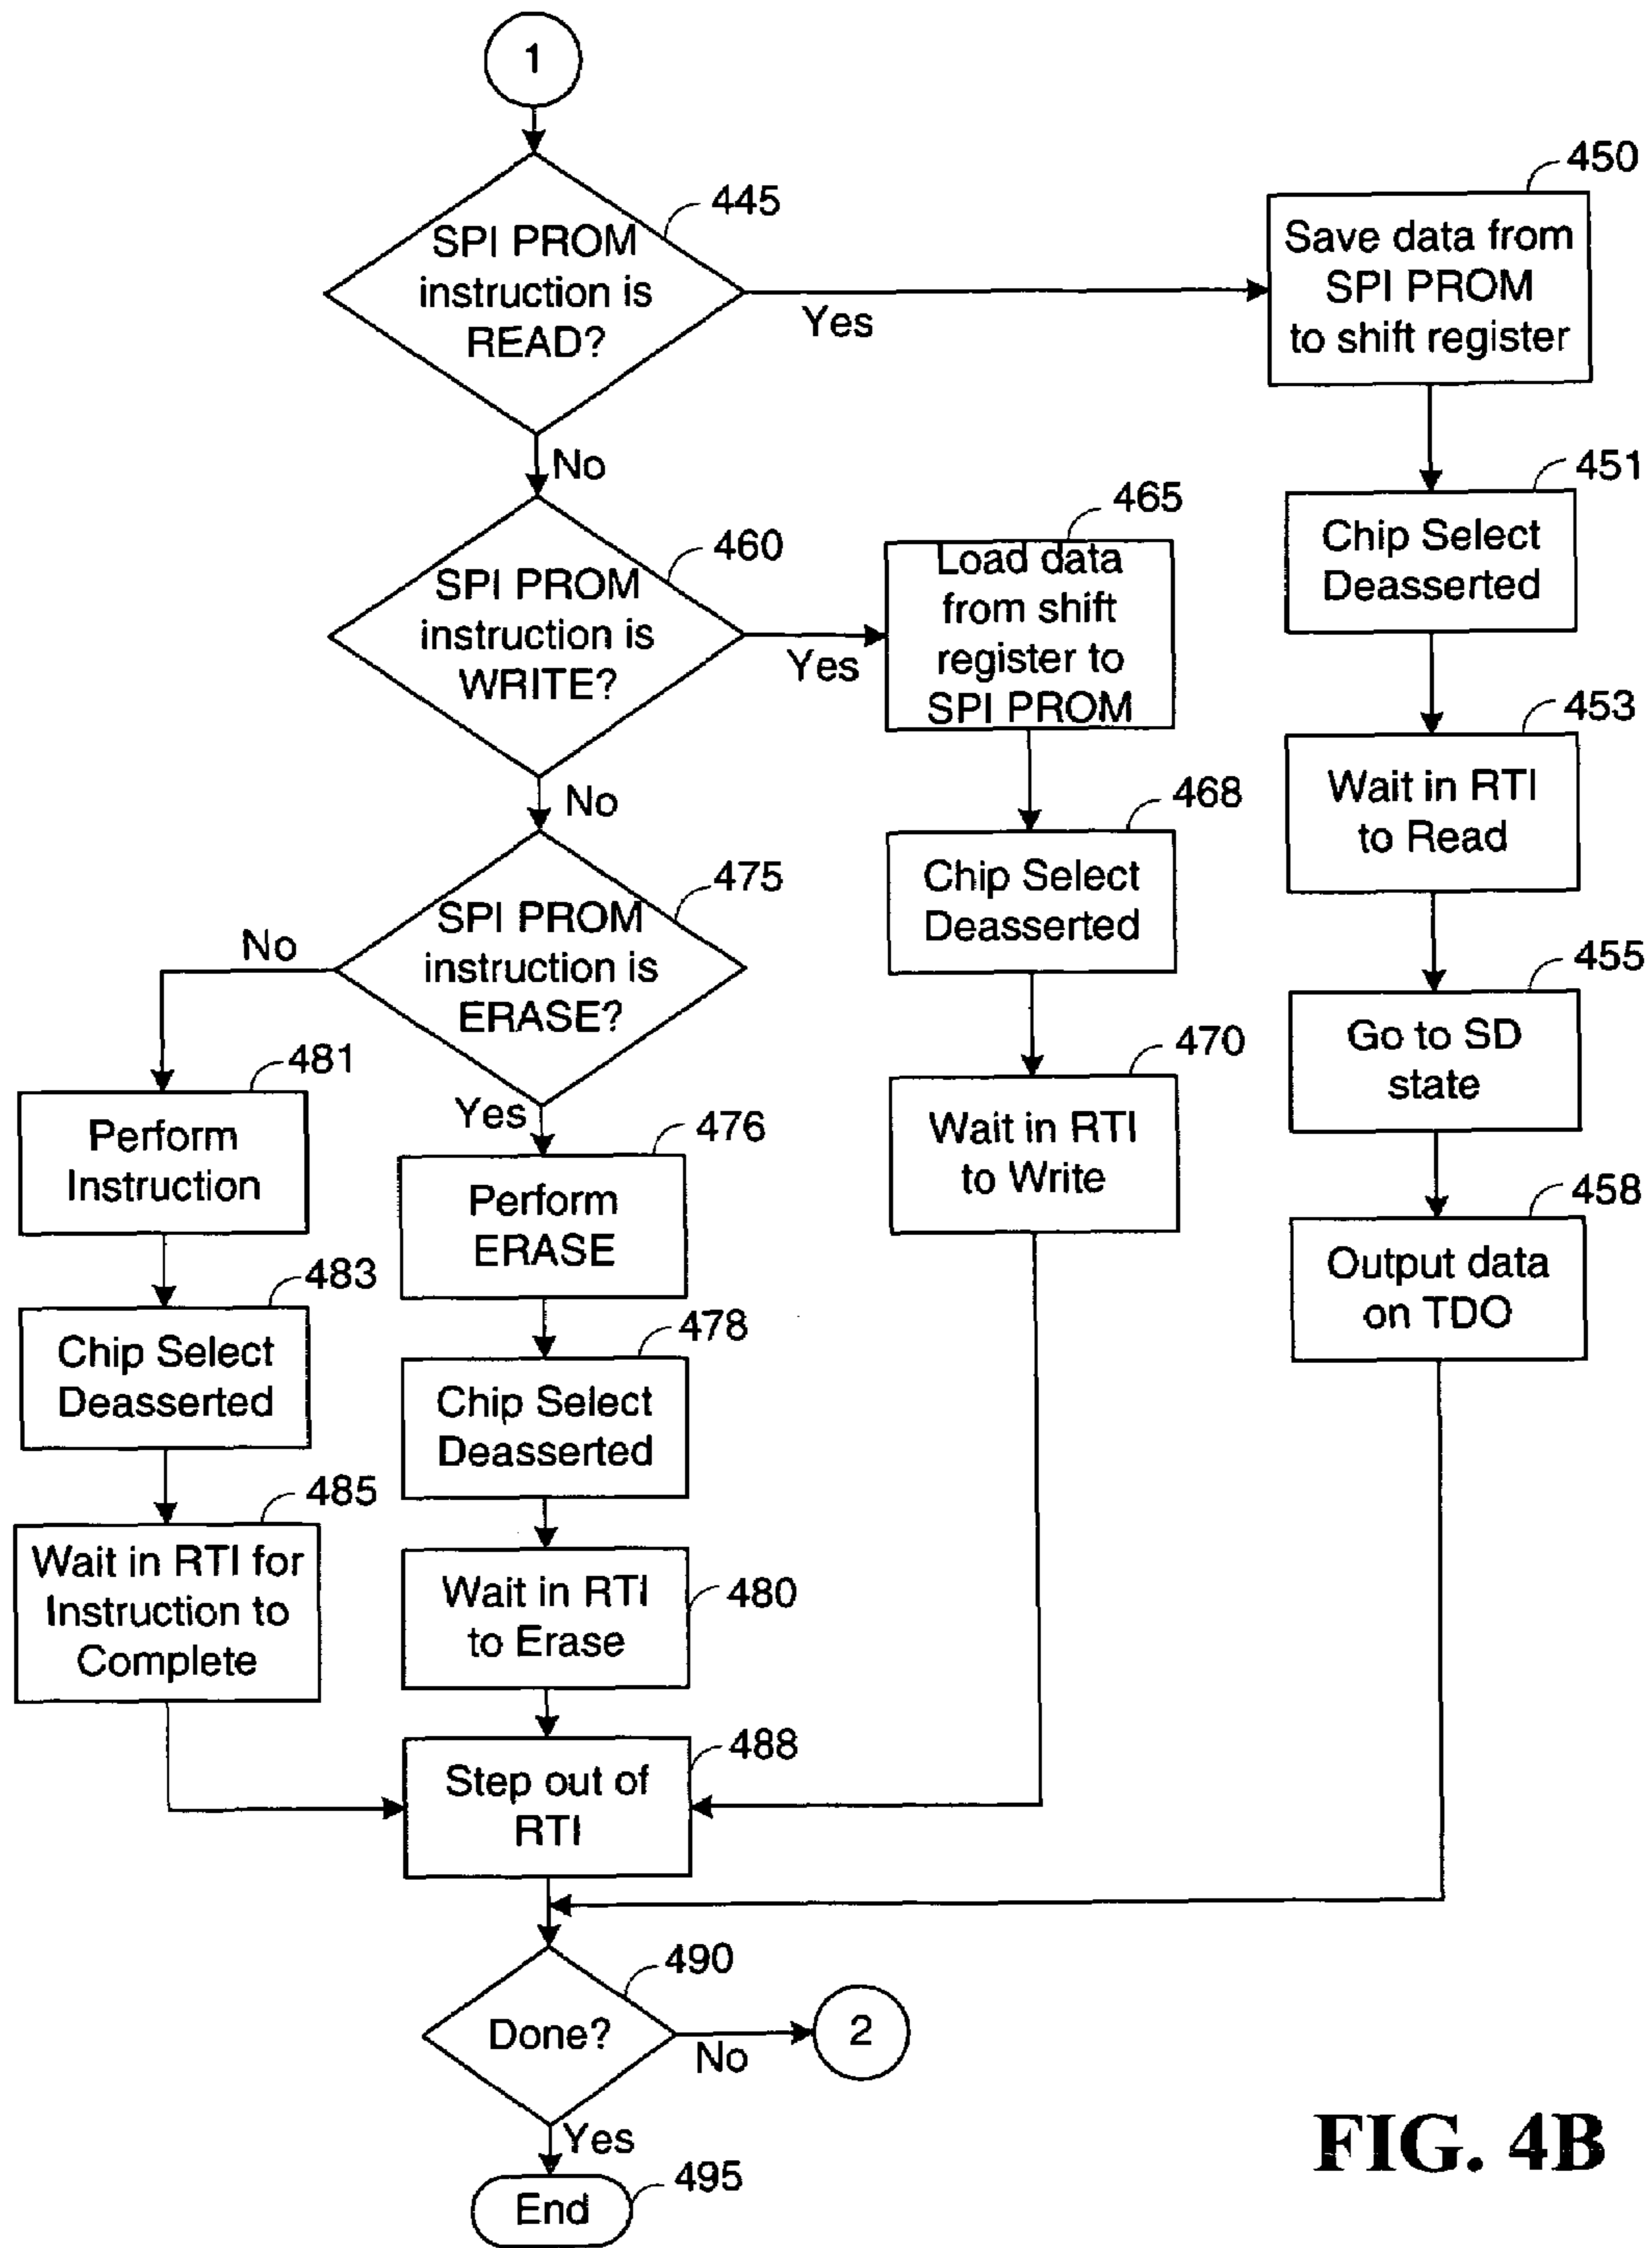 1
445
SPI PROM
instruction is
READ?
Yes
No
450
Save data from
SPI PROM
to shift register
451
Chip Select
Deasserted
453
Wait in RTI
to Read
455
Go to SD
state
458
Output data
on TDO
460
SPI PROM
instruction is
WRITE?
Yes
No
465
Load data
from shift
register to
SPI PROM
468
Chip Select
Deasserted
470
Wait in RTI
to Write
475
SPI PROM
instruction is
ERASE?
No
Yes
481
Perform
Instruction
483
Chip Select
Deasserted
485
Wait in RTI for
Instruction to
Complete
476
Perform
ERASE
478
Chip Select
Deasserted
480
Wait in RTI
to Erase
488
Step out of
RTI
490
Done?
No
2
Yes
495
End
FIG. 4B